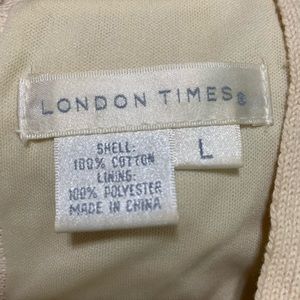 LONDON TIMES®
SHELL:
100% COTTON
LINING:
100% POLYESTER
MADE IN CHINA
L